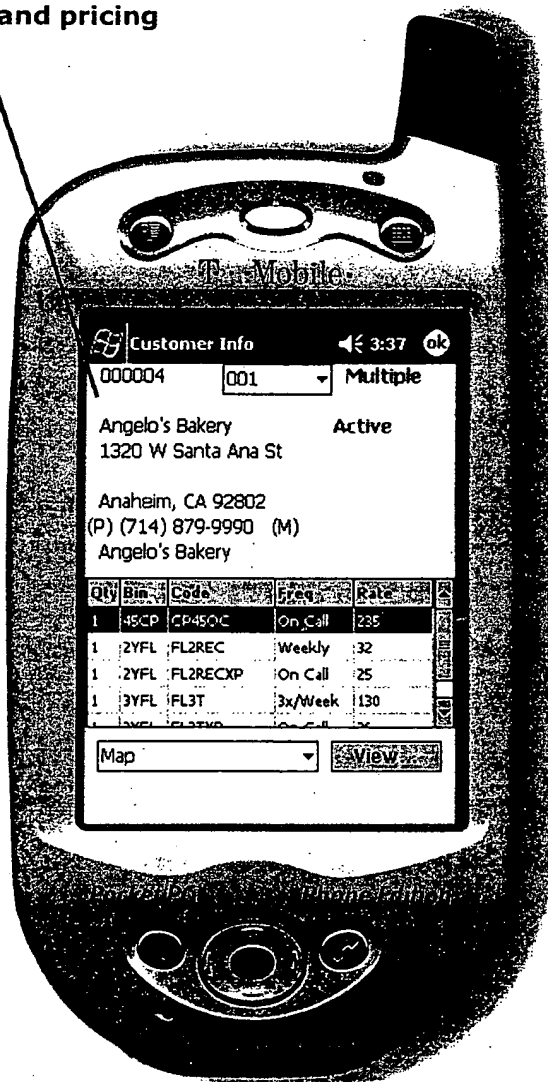 and pricing
T Mobile
Customer Info 3:37 ok
000004 001 Multiple
Angelo's Bakery Active
1320 W Santa Ana St
Anaheim, CA 92802
(P) (714) 879-9990 (M)
Angelo's Bakery
Qty Bin Code Freq Rate
1 45CP CP45OC On Call 235
1 2YFL FL2REC Weekly 32
1 2YFL FL2RECXP On Call 25
1 3YFL FL3T 3x/Week 130
Map View
Phone Edition